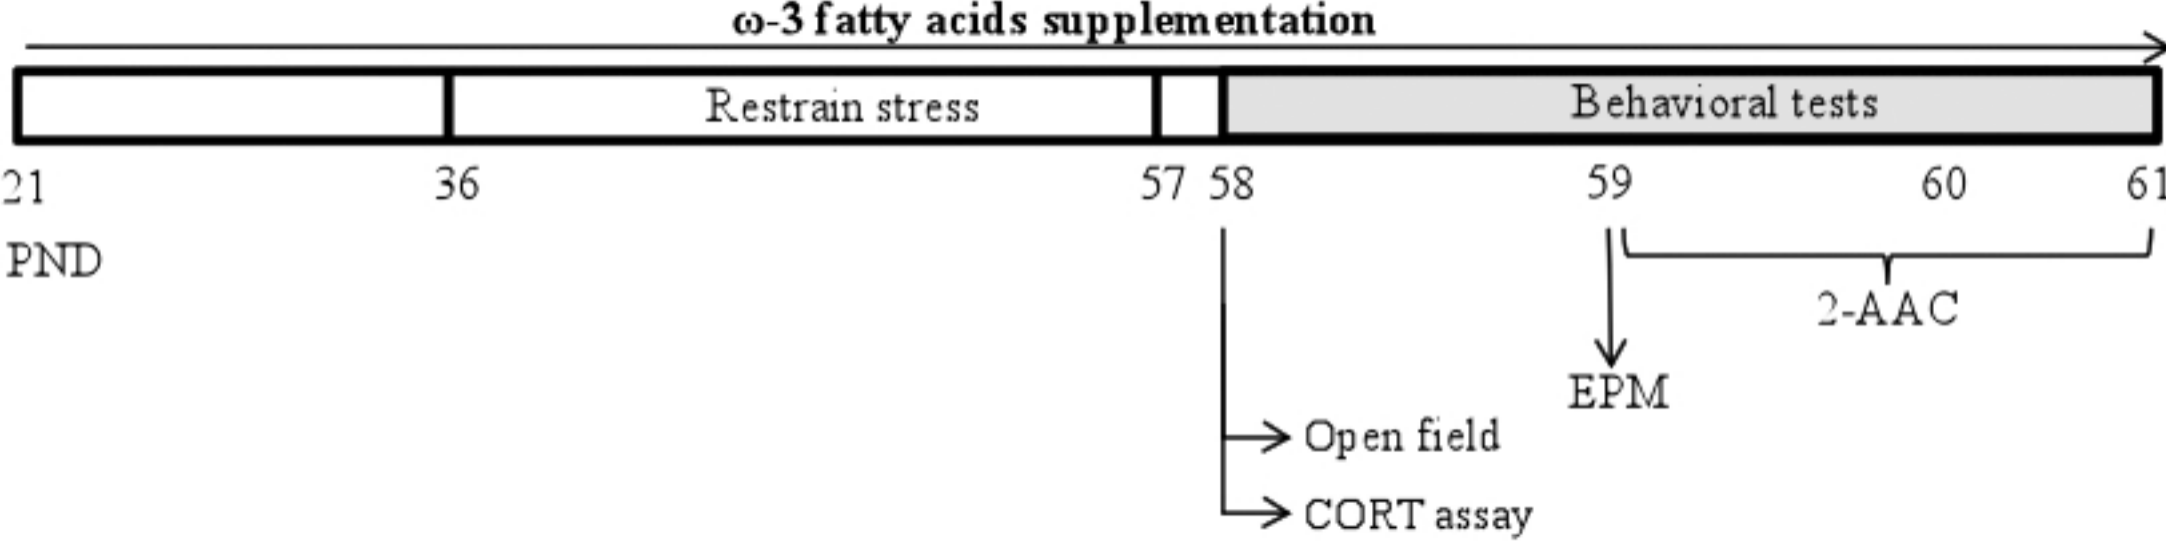 ω-3 fatty acids supplementation
Restrain stress
Behavioral tests
21 36 57 58 59 60 61
PND
2-AAC
EPM
Open field
CORT assay